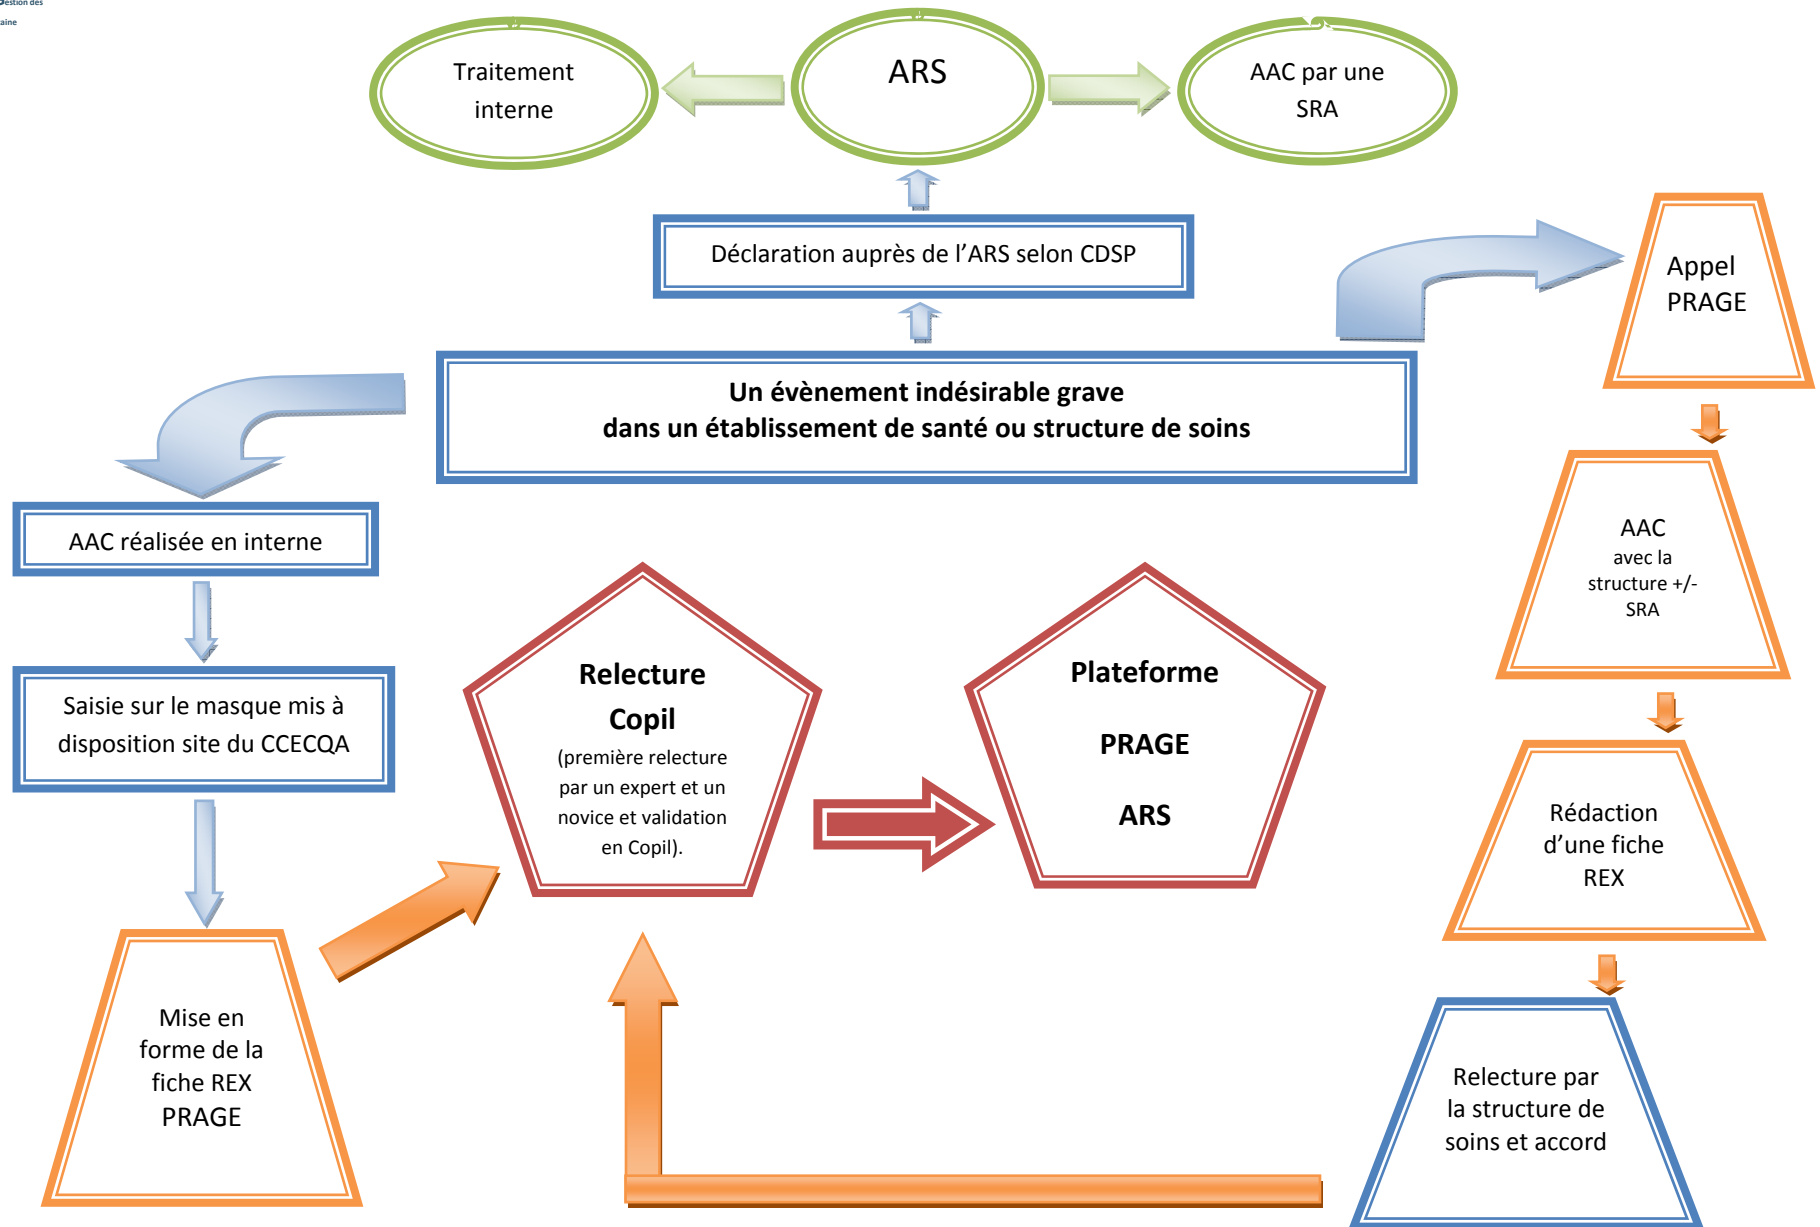 estion des
taine
Traitement
interne
ARS
AAC par une
SRA
Déclaration auprès de l’ARS selon CDSP
Appel
PRAGE
Un évènement indésirable grave
dans un établissement de santé ou structure de soins
AAC réalisée en interne
AAC
avec la
structure +/-
SRA
Saisie sur le masque mis à
disposition site du CCECQA
Relecture
Copil
(première relecture
par un expert et un
novice et validation
en Copil).
Plateforme
PRAGE
ARS
Rédaction
d’une fiche
REX
Mise en
forme de la
fiche REX
PRAGE
Relecture par
la structure de
soins et accord